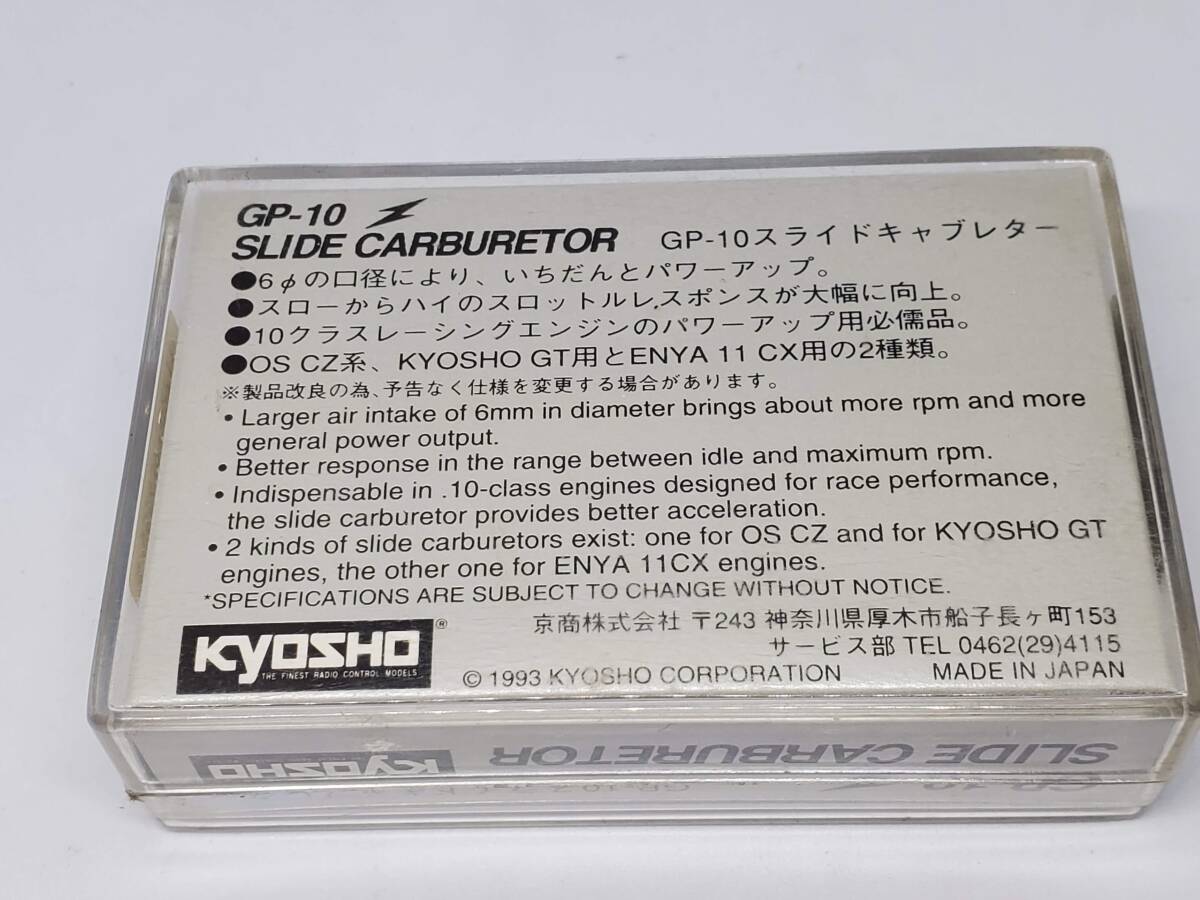 GP-10
SLIDE CARBURETOR GP-10スライドキャブレター
●6φの口径により、いちだんとパワーアップ。
●スローからハイのスロットルレスポンスが大幅に向上。
●10クラスレーシングエンジンのパワーアップ用必儒品。
●OS CZ系、KYOSHO GT用とENYA 11 CX用の2種類。
※製品改良の為、予告なく仕様を変更する場合があります。
• Larger air intake of 6mm in diameter brings about more rpm and more
general power output.
• Better response in the range between idle and maximum rpm.
• Indispensable in .10-class engines designed for race performance,
the slide carburetor provides better acceleration.
• 2 kinds of slide carburetors exist: one for OS CZ and for KYOSHO GT
engines, the other one for ENYA 11CX engines.
*SPECIFICATIONS ARE SUBJECT TO CHANGE WITHOUT NOTICE.
京商株式会社 〒243 神奈川県厚木市船子長ヶ町153
サービス部 TEL 0462(29)4115
KYOSHO®
THE FINEST RADIO CONTROL MODELS
© 1993 KYOSHO CORPORATION MADE IN JAPAN
KYOSHO SLIDE CARBURETOR
GP-10